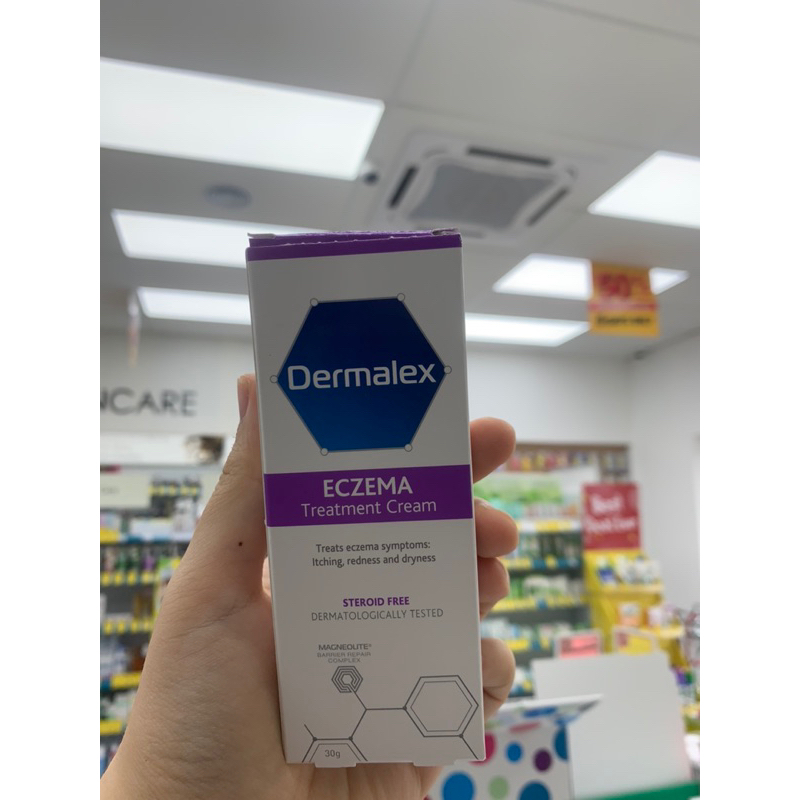 Dermalex
ECZEMA
Treatment Cream
Treats eczema symptoms:
Itching, redness and dryness
STEROID FREE
DERMATOLOGICALLY TESTED
MAGNEOLITE®
BARRIER REPAIR
COMPLEX
30g
NCARE
50%